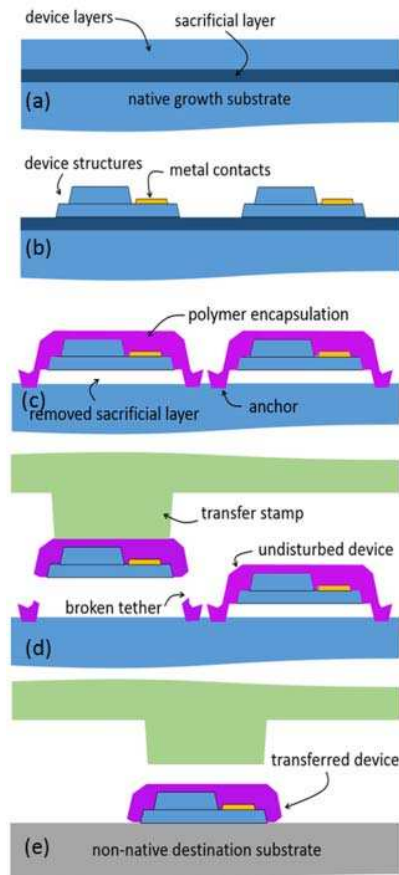 device layers
sacrificial layer
(a)
native growth substrate
device structures
metal contacts
(b)
polymer encapsulation
(c)
removed sacrificial layer
anchor
transfer stamp
undisturbed device
broken tether
(d)
transferred device
(e)
non-native destination substrate